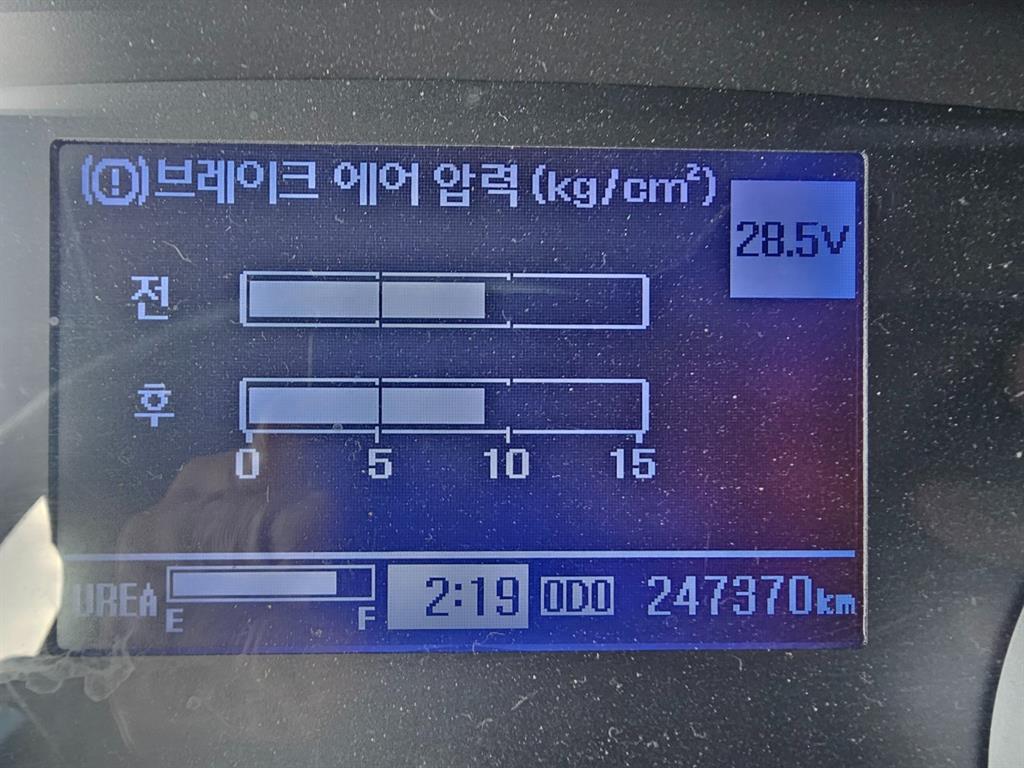 (!) 브레이크 에어 압력 (kg/cm²)
28.5V
전
후
0 5 10 15
UREA E F 2:19 ODO 247370km